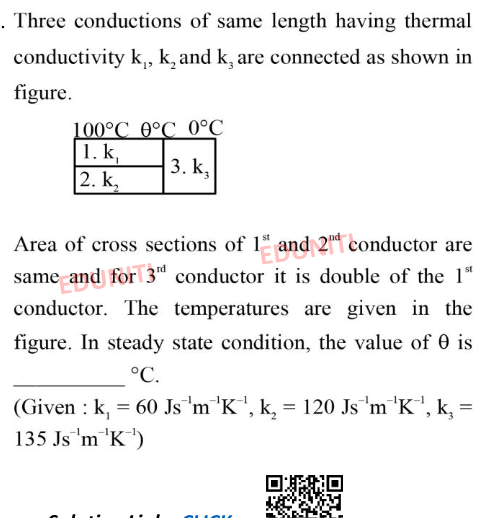 . Three conductions of same length having thermal
conductivity k₁, k₂ and k₃ are connected as shown in
figure.
100°C θ°C 0°C
1. k₁
2. k₂
3. k₃
Area of cross sections of 1ˢᵗ and 2ⁿᵈ conductor are
same and for 3ʳᵈ conductor it is double of the 1ˢᵗ
conductor. The temperatures are given in the
figure. In steady state condition, the value of θ is
__________ °C.
(Given : k₁ = 60 Js⁻¹m⁻¹K⁻¹, k₂ = 120 Js⁻¹m⁻¹K⁻¹, k₃ =
135 Js⁻¹m⁻¹K⁻¹)
EDUNITI
EDUNITI